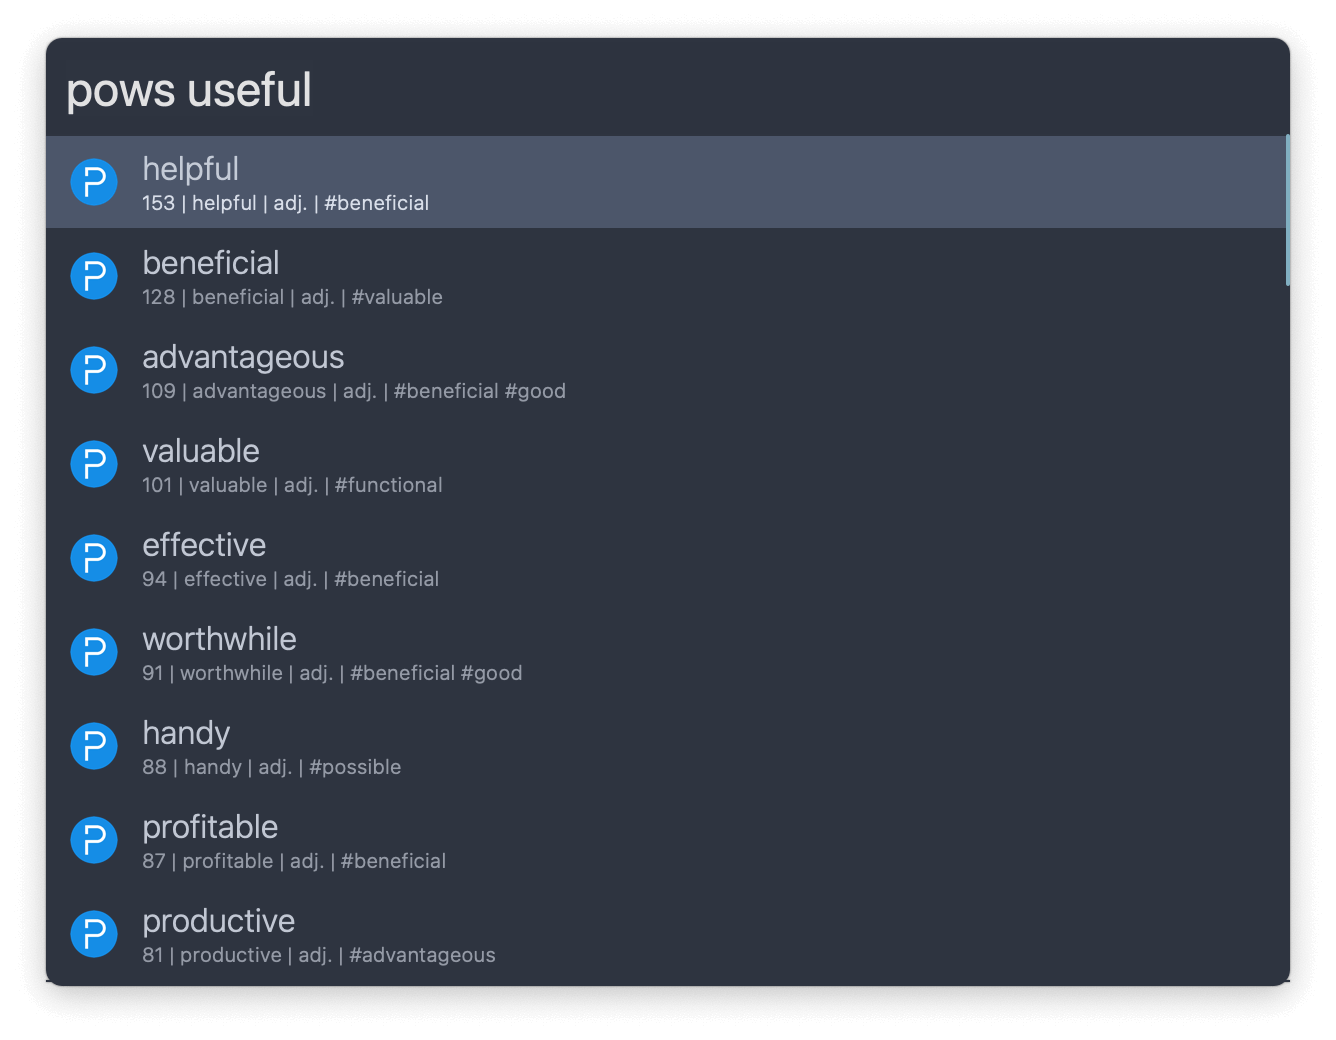 pows useful
helpful
153 | helpful | adj. | #beneficial
beneficial
128 | beneficial | adj. | #valuable
advantageous
109 | advantageous | adj. | #beneficial #good
valuable
101 | valuable | adj. | #functional
effective
94 | effective | adj. | #beneficial
worthwhile
91 | worthwhile | adj. | #beneficial #good
handy
88 | handy | adj. | #possible
profitable
87 | profitable | adj. | #beneficial
productive
81 | productive | adj. | #advantageous